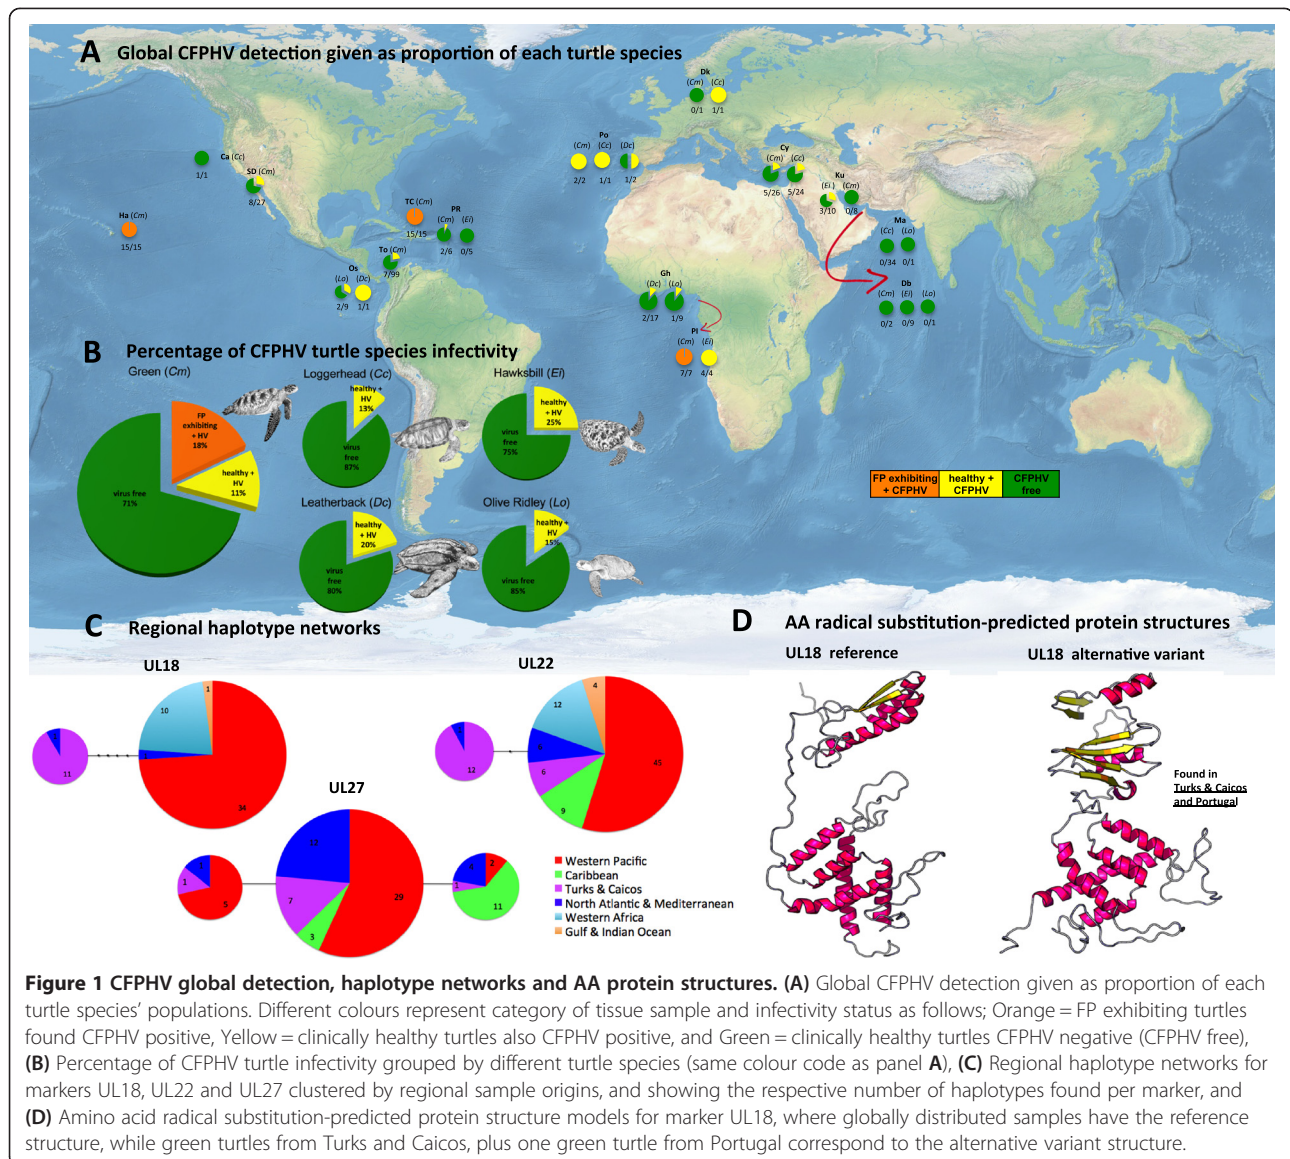 A Global CFPHV detection given as proportion of each turtle species
Dk
(Cm) (Cc)
0/1 1/1
Po
(Cm) (Cc) (Dc)
2/2 1/1 1/2
Cy
(Cm) (Cc)
5/26 5/24
Ku
(Ei) (Cm)
3/10 0/8
Ca (Cc)
1/1
SD (Cm)
8/27
Ha (Cm)
15/15
TC (Cm)
15/15
PR
(Cm) (Ei)
2/6 0/5
To (Cm)
7/99
Os
(Lo) (Dc)
2/9 1/1
Ma
(Cc) (Lo)
0/34 0/1
Gh
(Dc) (Lo)
2/17 1/9
Db
(Cm) (Ei) (Lo)
0/2 0/9 0/1
PI
(Cm) (Ei)
7/7 4/4
B Percentage of CFPHV turtle species infectivity
Green (Cm)
FP
exhibiting
+ HV
18%
healthy +
HV
11%
virus free
71%
Loggerhead (Cc)
healthy +
HV
13%
virus
free
87%
Hawksbill (Ei)
healthy
+ HV
25%
virus
free
75%
Leatherback (Dc)
healthy
+ HV
20%
virus
free
80%
Olive Ridley (Lo)
healthy +
HV
15%
virus free
85%
FP exhibiting
+ CFPHV
healthy +
CFPHV
CFPHV
free
C Regional haplotype networks
UL18
11
1
10
34
UL22
12
4
12
6
9
45
UL27
1
5
13
7
3
29
4
2
1
11
Western Pacific
Caribbean
Turks & Caicos
North Atlantic & Mediterranean
Western Africa
Gulf & Indian Ocean
D AA radical substitution-predicted protein structures
UL18 reference
UL18 alternative variant
Found in
Turks & Caicos
and Portugal
Figure 1 CFPHV global detection, haplotype networks and AA protein structures. (A) Global CFPHV detection given as proportion of each
turtle species' populations. Different colours represent category of tissue sample and infectivity status as follows; Orange = FP exhibiting turtles
found CFPHV positive, Yellow = clinically healthy turtles also CFPHV positive, and Green = clinically healthy turtles CFPHV negative (CFPHV free),
(B) Percentage of CFPHV turtle infectivity grouped by different turtle species (same colour code as panel A), (C) Regional haplotype networks for
markers UL18, UL22 and UL27 clustered by regional sample origins, and showing the respective number of haplotypes found per marker, and
(D) Amino acid radical substitution-predicted protein structure models for marker UL18, where globally distributed samples have the reference
structure, while green turtles from Turks and Caicos, plus one green turtle from Portugal correspond to the alternative variant structure.